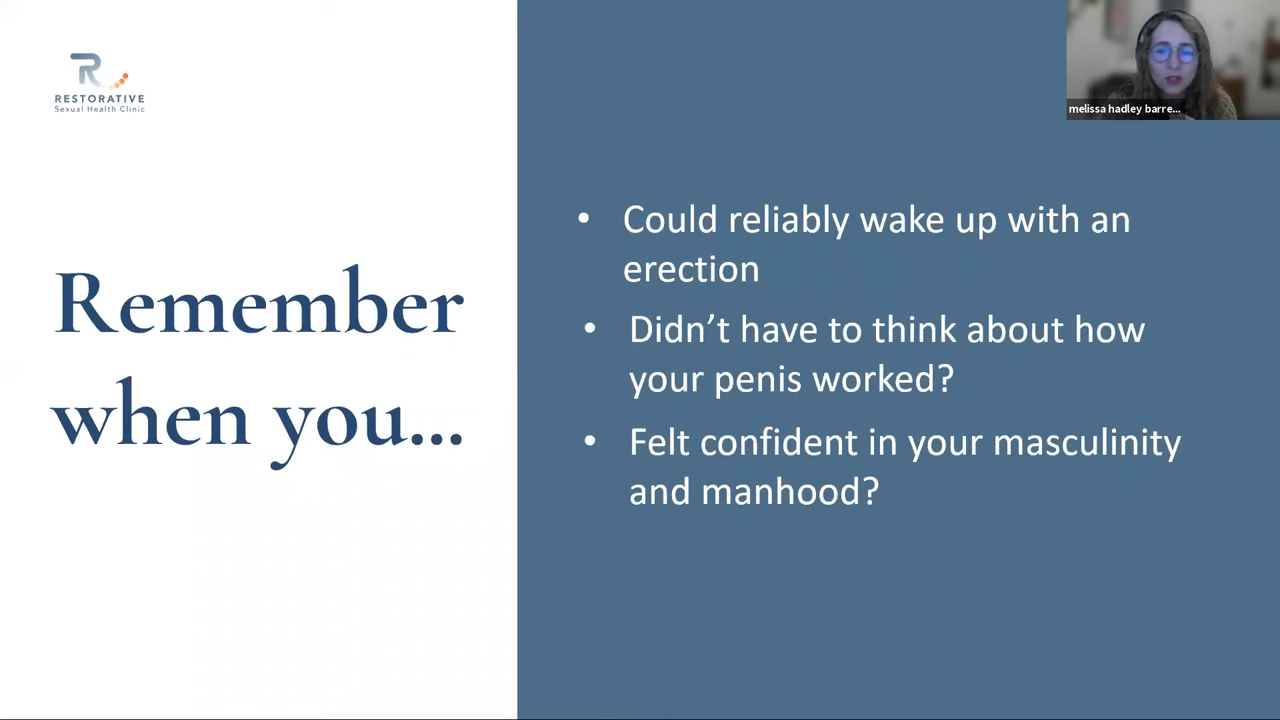 RESTORATIVE
Sexual Health Clinic
melissa hadley barre...
Remember
when you...
• Could reliably wake up with an
erection
• Didn’t have to think about how
your penis worked?
• Felt confident in your masculinity
and manhood?